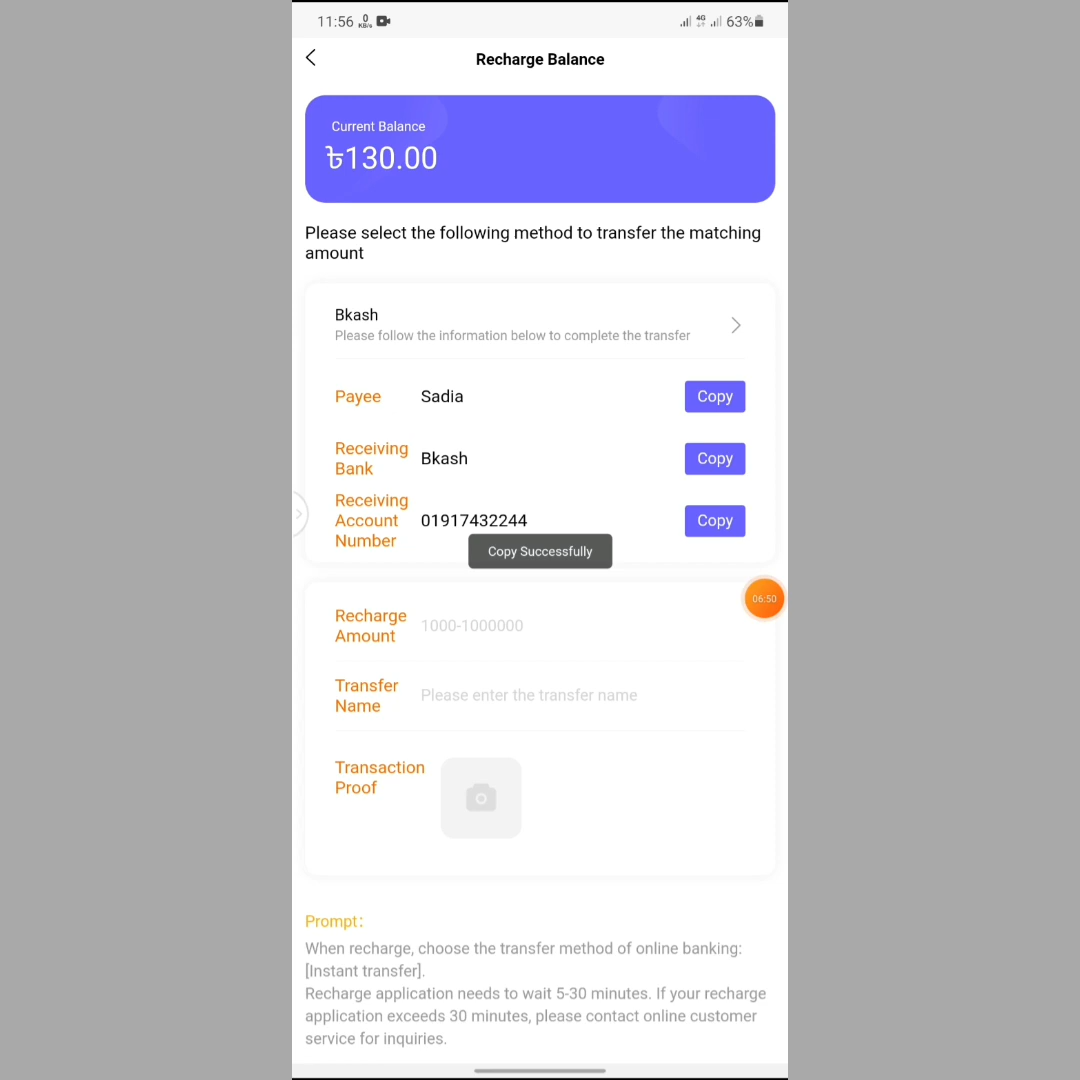 11:56 0 KB/s 4G 63%
Recharge Balance
Current Balance
৳130.00
Please select the following method to transfer the matching
amount
Bkash
Please follow the information below to complete the transfer
Payee Sadia Copy
Receiving
Bank Bkash Copy
Receiving
Account 01917432244 Copy
Number
Copy Successfully
06:50
Recharge
Amount 1000-1000000
Transfer
Name Please enter the transfer name
Transaction
Proof
Prompt:
When recharge, choose the transfer method of online banking:
[Instant transfer].
Recharge application needs to wait 5-30 minutes. If your recharge
application exceeds 30 minutes, please contact online customer
service for inquiries.